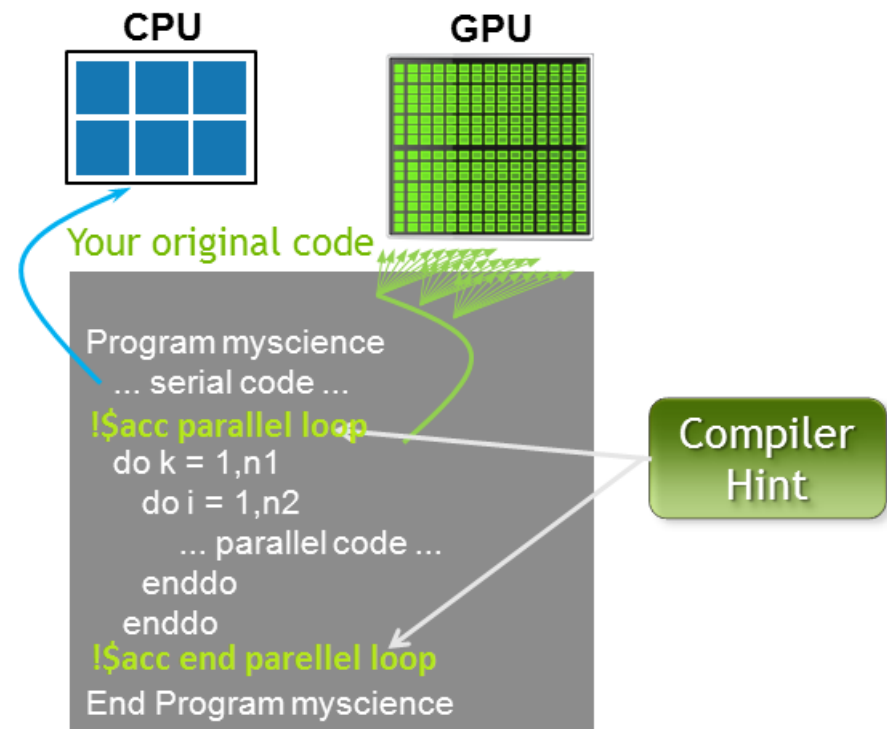 CPU
GPU
Your original code
Program myscience
... serial code ...
!$acc parallel loop
do k = 1,n1
do i = 1,n2
... parallel code ...
enddo
enddo
!$acc end parellel loop
End Program myscience
Compiler
Hint